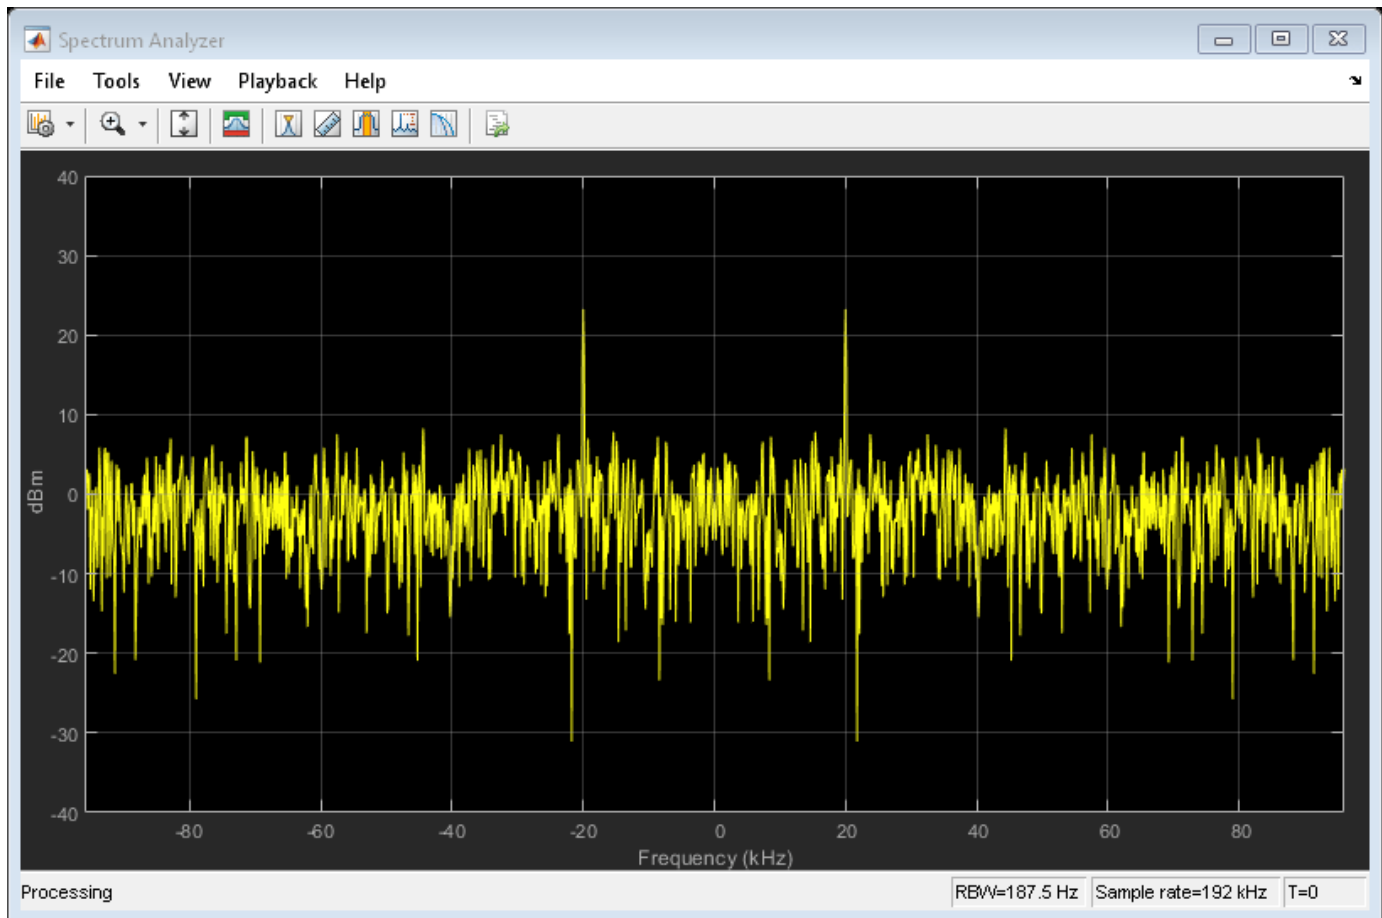 Spectrum Analyzer
File Tools View Playback Help
40
30
20
10
0
-10
-20
-30
-40
dBm
-80 -60 -40 -20 0 20 40 60 80
Frequency (kHz)
Processing RBW=187.5 Hz Sample rate=192 kHz T=0